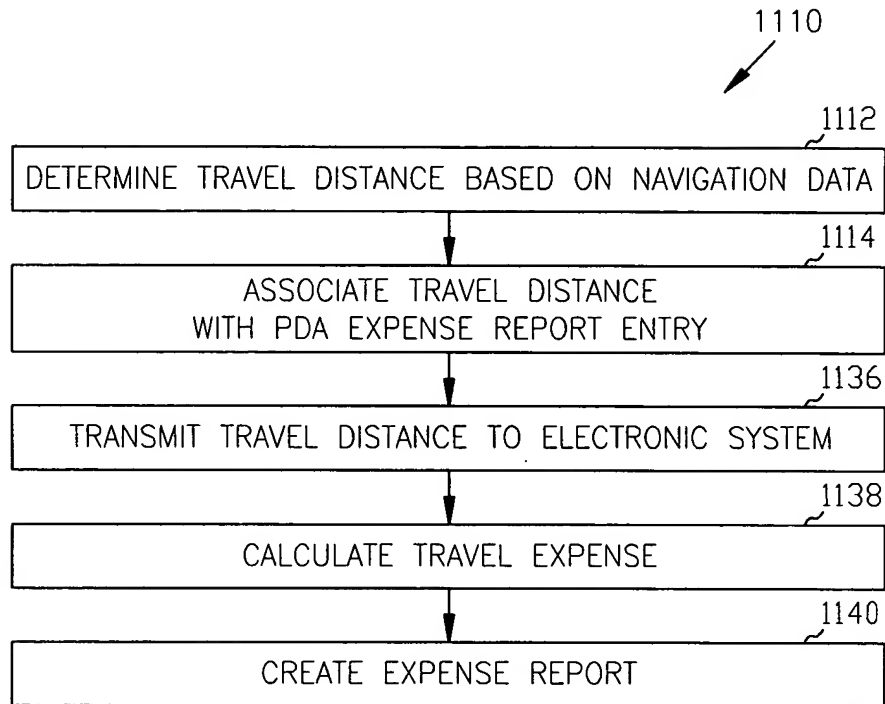 1110
1112
DETERMINE TRAVEL DISTANCE BASED ON NAVIGATION DATA
1114
ASSOCIATE TRAVEL DISTANCE
WITH PDA EXPENSE REPORT ENTRY
1136
TRANSMIT TRAVEL DISTANCE TO ELECTRONIC SYSTEM
1138
CALCULATE TRAVEL EXPENSE
1140
CREATE EXPENSE REPORT